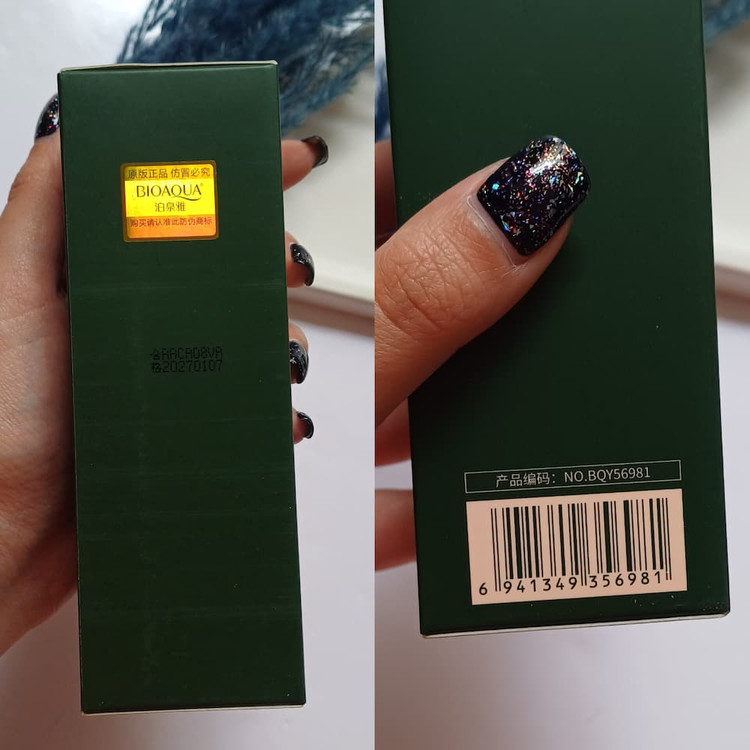 原版正品 仿冒必究
BIOAQUA®
泊泉雅
购买请认准此防伪商标
AACAD8VA
20270107
产品编码：NO.BQY56981
6 941349 356981